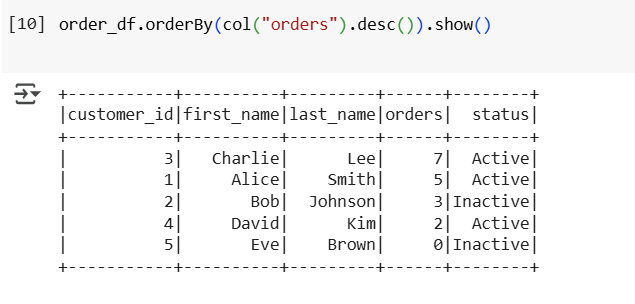 [10] order_df.orderBy(col("orders").desc()).show()
+-----------+----------+---------+------+--------+
|customer_id|first_name|last_name|orders|  status|
+-----------+----------+---------+------+--------+
|          3|   Charlie|      Lee|     7|  Active|
|          1|     Alice|    Smith|     5|  Active|
|          2|       Bob|  Johnson|     3|Inactive|
|          4|     David|      Kim|     2|  Active|
|          5|       Eve|    Brown|     0|Inactive|
+-----------+----------+---------+------+--------+